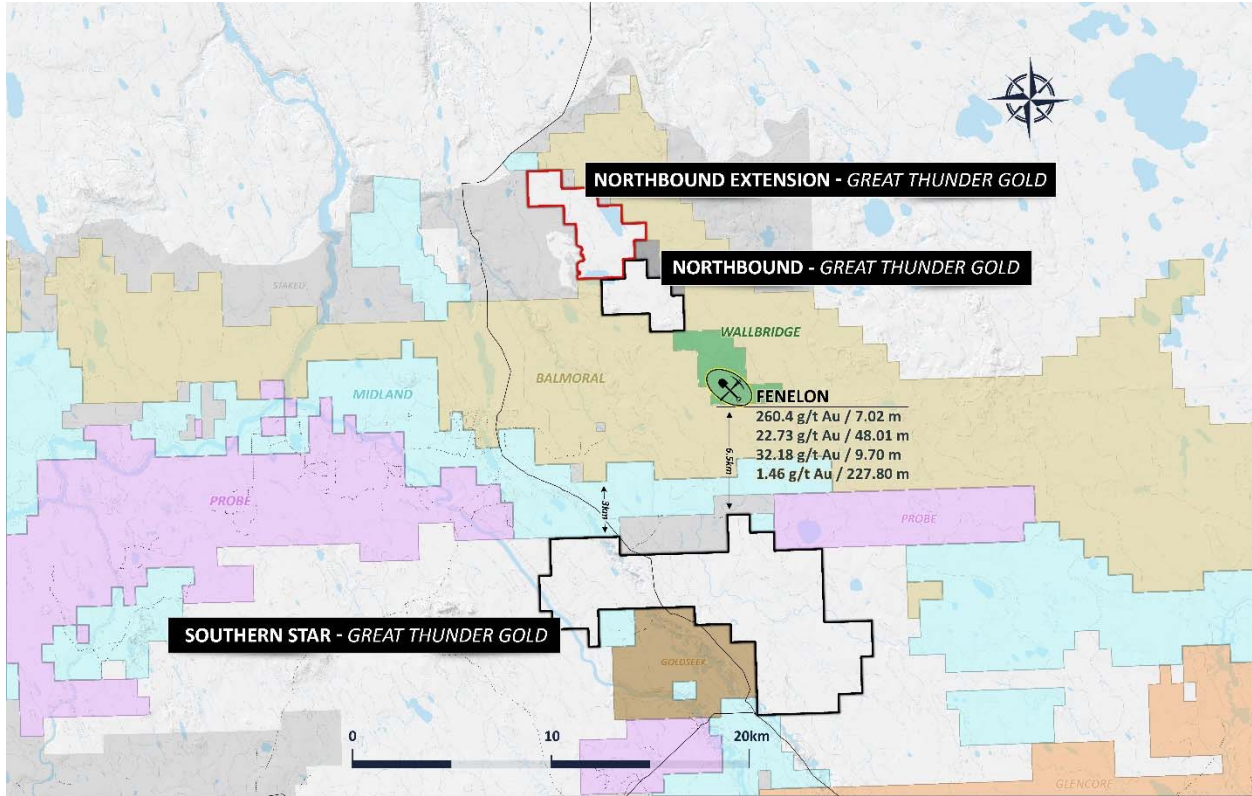 NORTHBOUND EXTENSION - GREAT THUNDER GOLD
NORTHBOUND - GREAT THUNDER GOLD
STAKED
WALLBRIDGE
BALMORAL
MIDLAND
FENELON
260.4 g/t Au / 7.02 m
22.73 g/t Au / 48.01 m
32.18 g/t Au / 9.70 m
1.46 g/t Au / 227.80 m
6.5km
3km
PROBE
PROBE
SOUTHERN STAR - GREAT THUNDER GOLD
GOLDSEEK
0
10
20km
GLENCORE